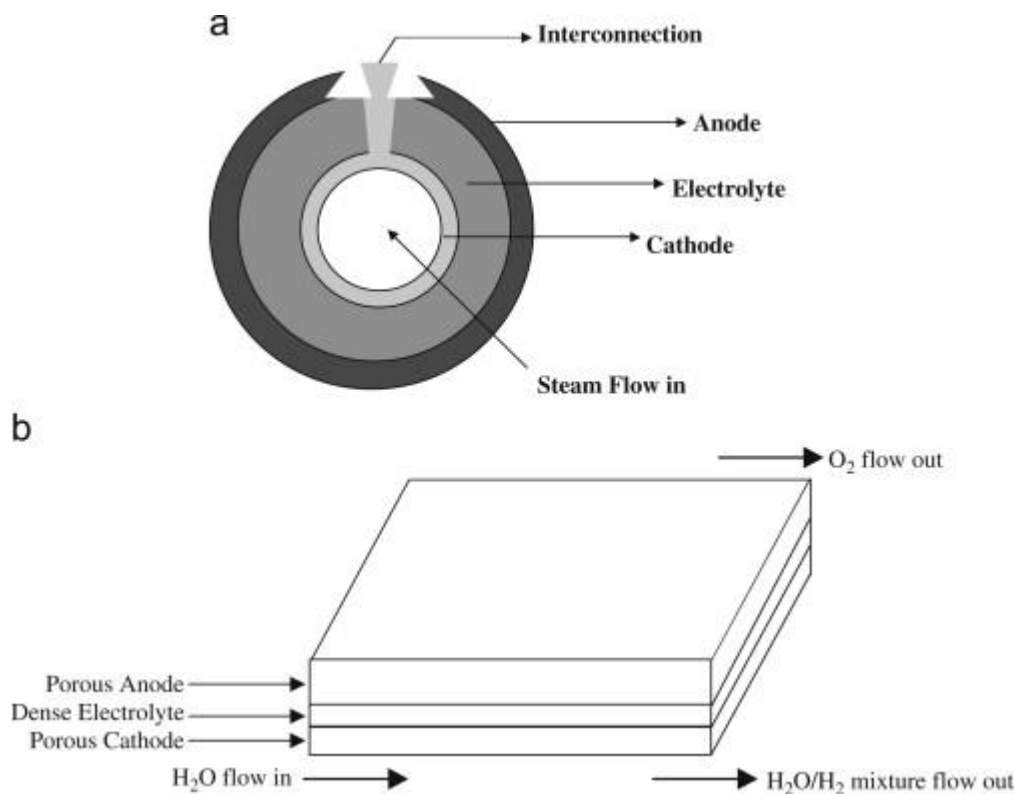 a
Interconnection
Anode
Electrolyte
Cathode
Steam Flow in
b
O₂ flow out
Porous Anode
Dense Electrolyte
Porous Cathode
H₂O flow in
H₂O/H₂ mixture flow out